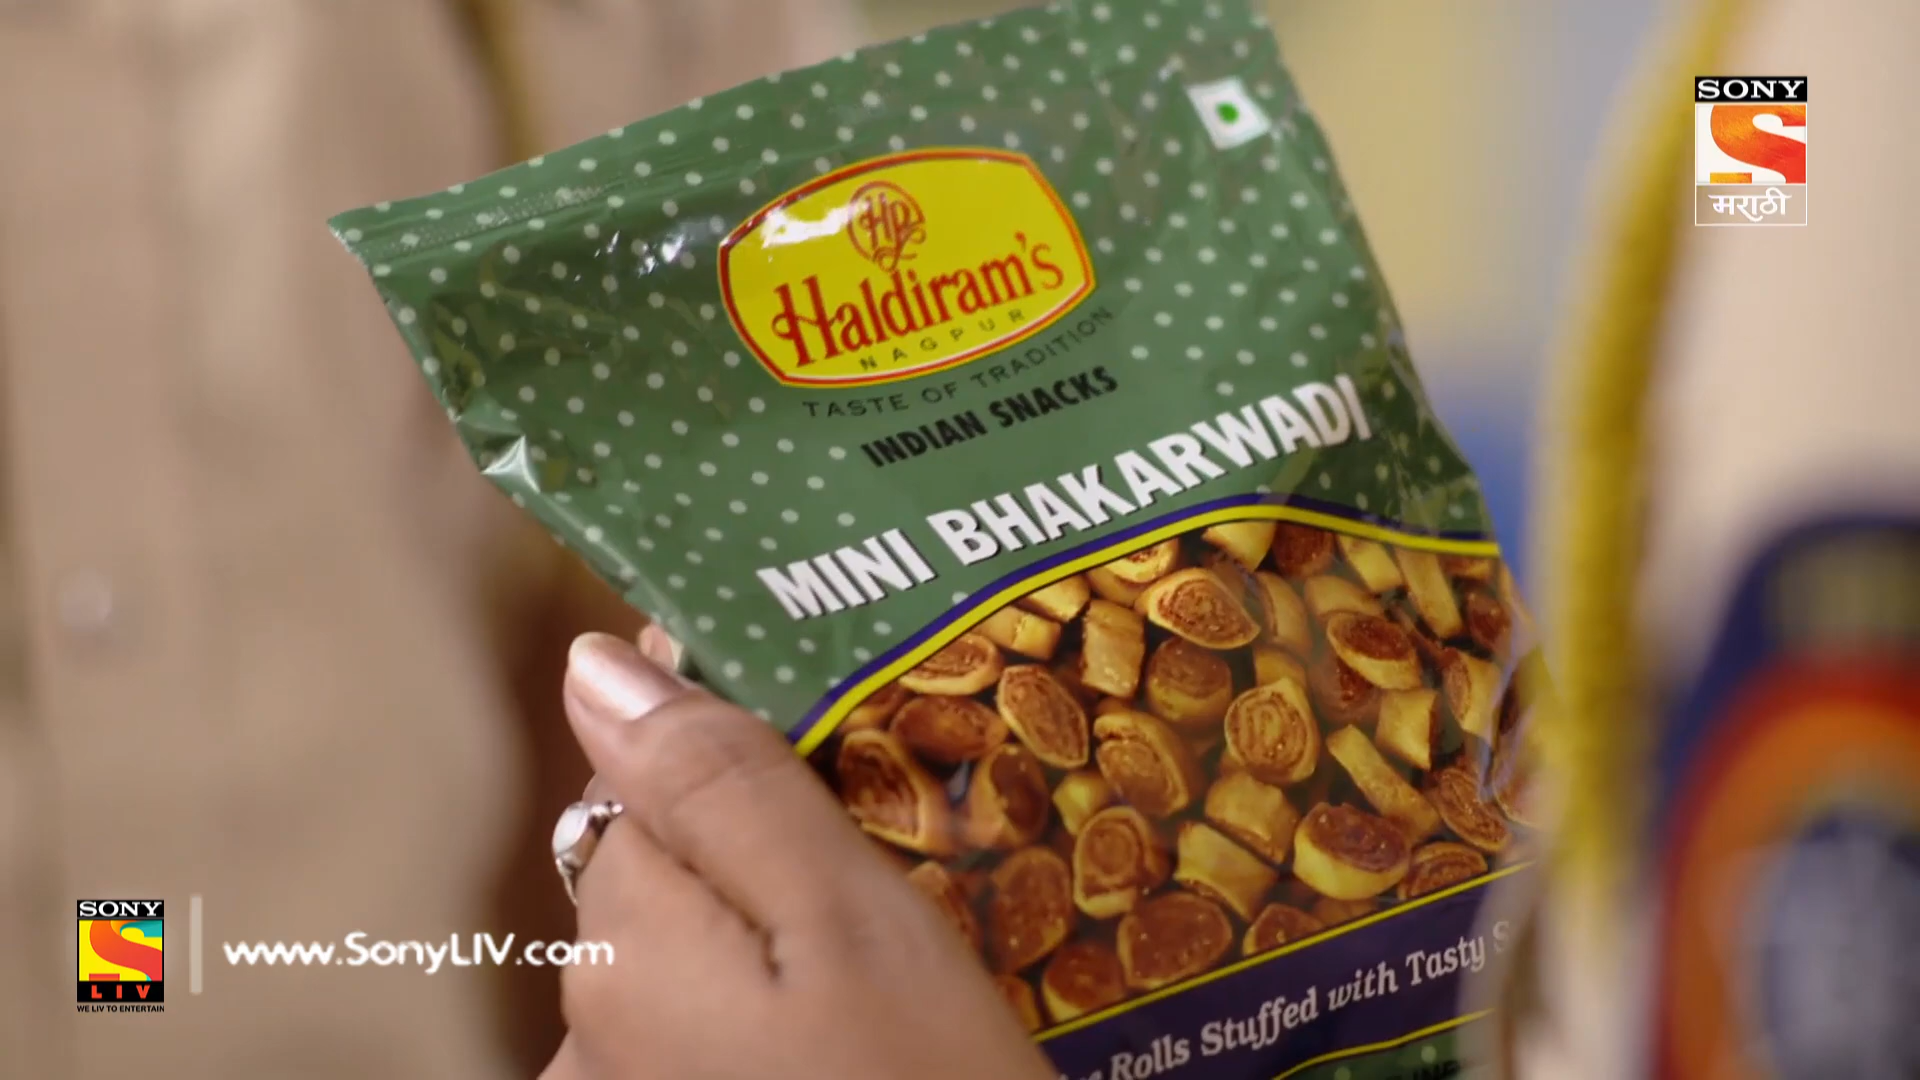 SONY
मराठी
HR
Haldiram's
NAGPUR
TASTE OF TRADITION
INDIAN SNACKS
MINI BHAKARWADI
Rolls Stuffed with Tasty
SONY
LIV
WE LIV TO ENTERTAIN
www.SonyLIV.com